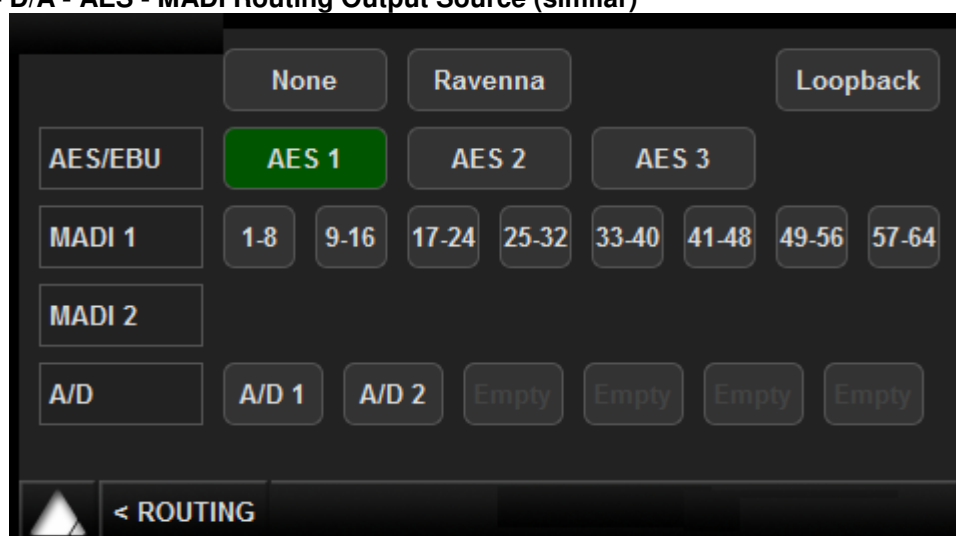 D/A - AES - MADI Routing Output Source (similar)
None Ravenna Loopback
AES/EBU AES 1 AES 2 AES 3
MADI 1 1-8 9-16 17-24 25-32 33-40 41-48 49-56 57-64
MADI 2
A/D A/D 1 A/D 2 Empty Empty Empty Empty
< ROUTING